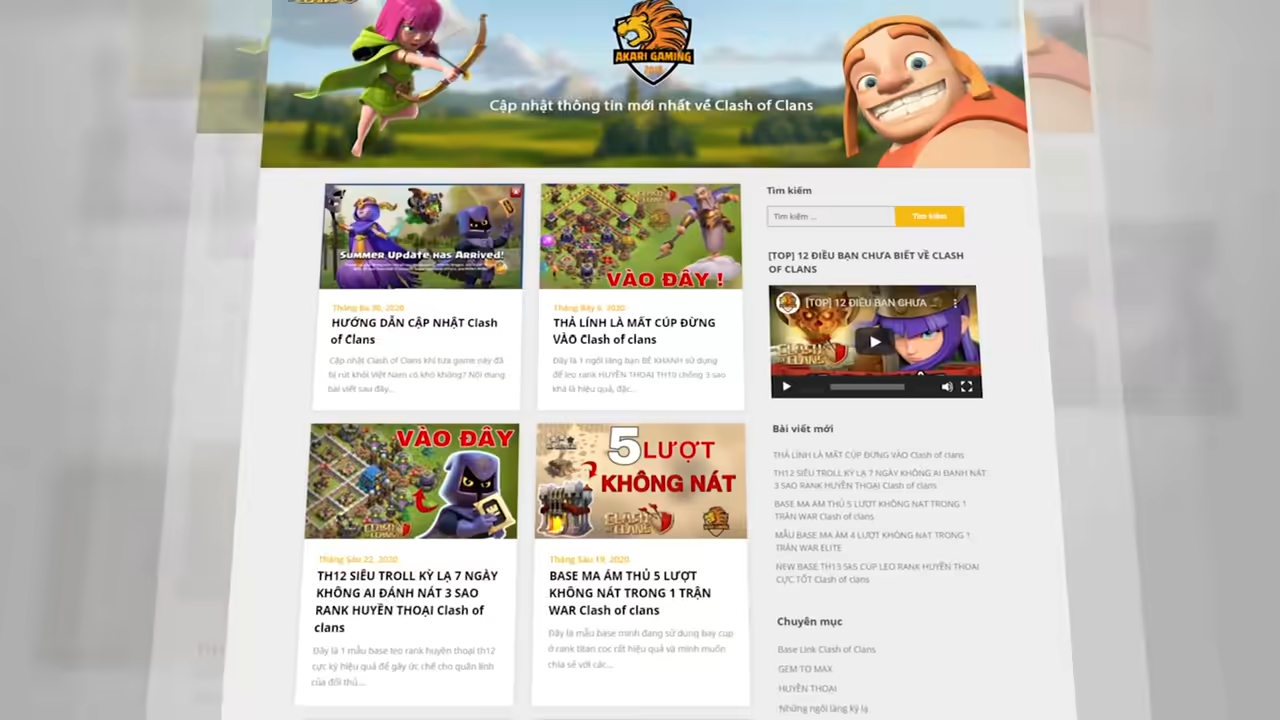 AKARI GAMING
Cập nhật thông tin mới nhất về Clash of Clans
SUMMER UPDATE HAS ARRIVED!
Tháng Ba 30, 2020
HƯỚNG DẪN CẬP NHẬT Clash
of Clans
Cập nhật Clash of Clans khi tựa game này đã
bị rút khỏi Việt Nam có khó không? Nội dung
bài viết sau đây...
VÀO ĐÂY !
Tháng Bảy 6, 2020
THẢ LÍNH LÀ MẤT CÚP ĐỪNG
VÀO Clash of clans
Đây là 1 ngôi làng bạn BẾ KHANH sử dụng
để leo rank HUYỀN THOẠI TH10 chống 3 sao
khá là hiệu quả, đặc...
VÀO ĐÂY
CLASH OF CLANS
Tháng Sáu 22, 2020
TH12 SIÊU TROLL KỲ LẠ 7 NGÀY
KHÔNG AI ĐÁNH NÁT 3 SAO
RANK HUYỀN THOẠI Clash of
clans
Đây là 1 mẫu base leo rank huyền thoại th12
cực kỳ hiệu quả để gây ức chế cho quân lính
của đối thủ....
5 LƯỢT
KHÔNG NÁT
CLASH OF CLANS
Tháng Sáu 19, 2020
BASE MA ÁM THỦ 5 LƯỢT
KHÔNG NÁT TRONG 1 TRẬN
WAR Clash of clans
Đây là mẫu base mình đang sử dụng bay cup
ở rank titan coc rất hiệu quả và mình muốn
chia sẻ với các...
Tìm kiếm
Tìm kiếm ...
Tìm kiếm
[TOP] 12 ĐIỀU BẠN CHƯA BIẾT VỀ CLASH
OF CLANS
[TOP] 12 ĐIỀU BẠN CHƯA ...
CLASH OF CLANS
Bài viết mới
THẢ LÍNH LÀ MẤT CÚP ĐỪNG VÀO Clash of clans
TH12 SIÊU TROLL KỲ LẠ 7 NGÀY KHÔNG AI ĐÁNH NÁT
3 SAO RANK HUYỀN THOẠI Clash of clans
BASE MA ÁM THỦ 5 LƯỢT KHÔNG NÁT TRONG 1
TRẬN WAR Clash of clans
MẪU BASE MA ÁM 4 LƯỢT KHÔNG NÁT TRONG 1
TRẬN WAR ELITE
NEW BASE TH13 5k5 CÚP LEO RANK HUYỀN THOẠI
CỰC TỐT Clash of clans
Chuyên mục
Base Link Clash of Clans
GEM TO MAX
HUYỀN THOẠI
Những ngôi làng kỳ lạ